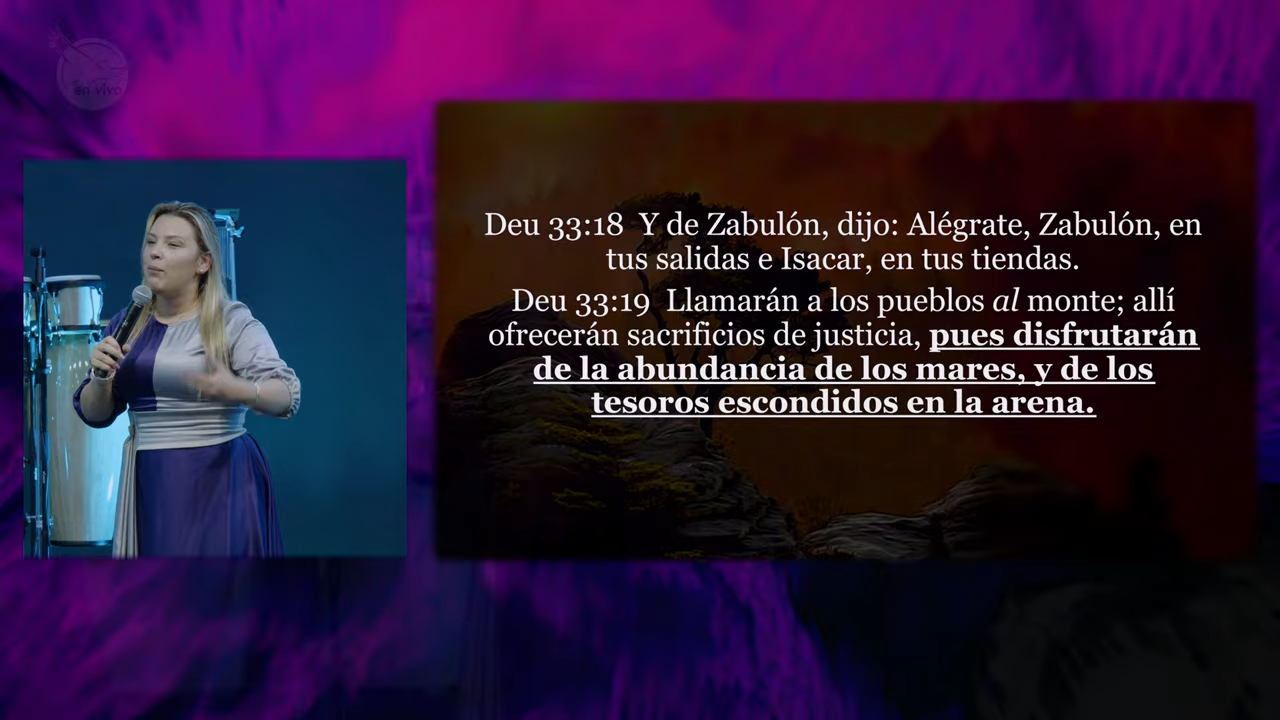 en vivo
Deu 33:18 Y de Zabulón, dijo: Alégrate, Zabulón, en
tus salidas e Isacar, en tus tiendas.
Deu 33:19 Llamarán a los pueblos al monte; allí
ofrecerán sacrificios de justicia, pues disfrutarán
de la abundancia de los mares, y de los
tesoros escondidos en la arena.